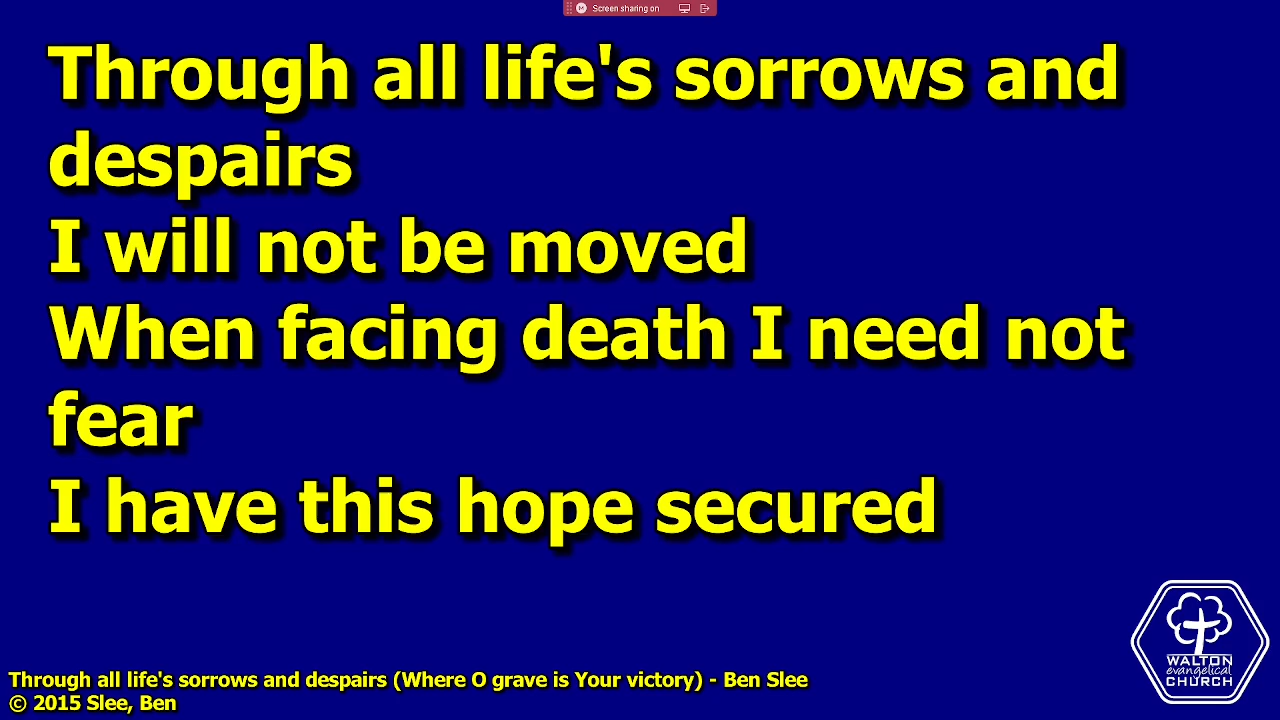 Screen sharing on
Through all life's sorrows and
despairs
I will not be moved
When facing death I need not
fear
I have this hope secured
WALTON
evangelical
CHURCH
Through all life's sorrows and despairs (Where O grave is Your victory) - Ben Slee
© 2015 Slee, Ben